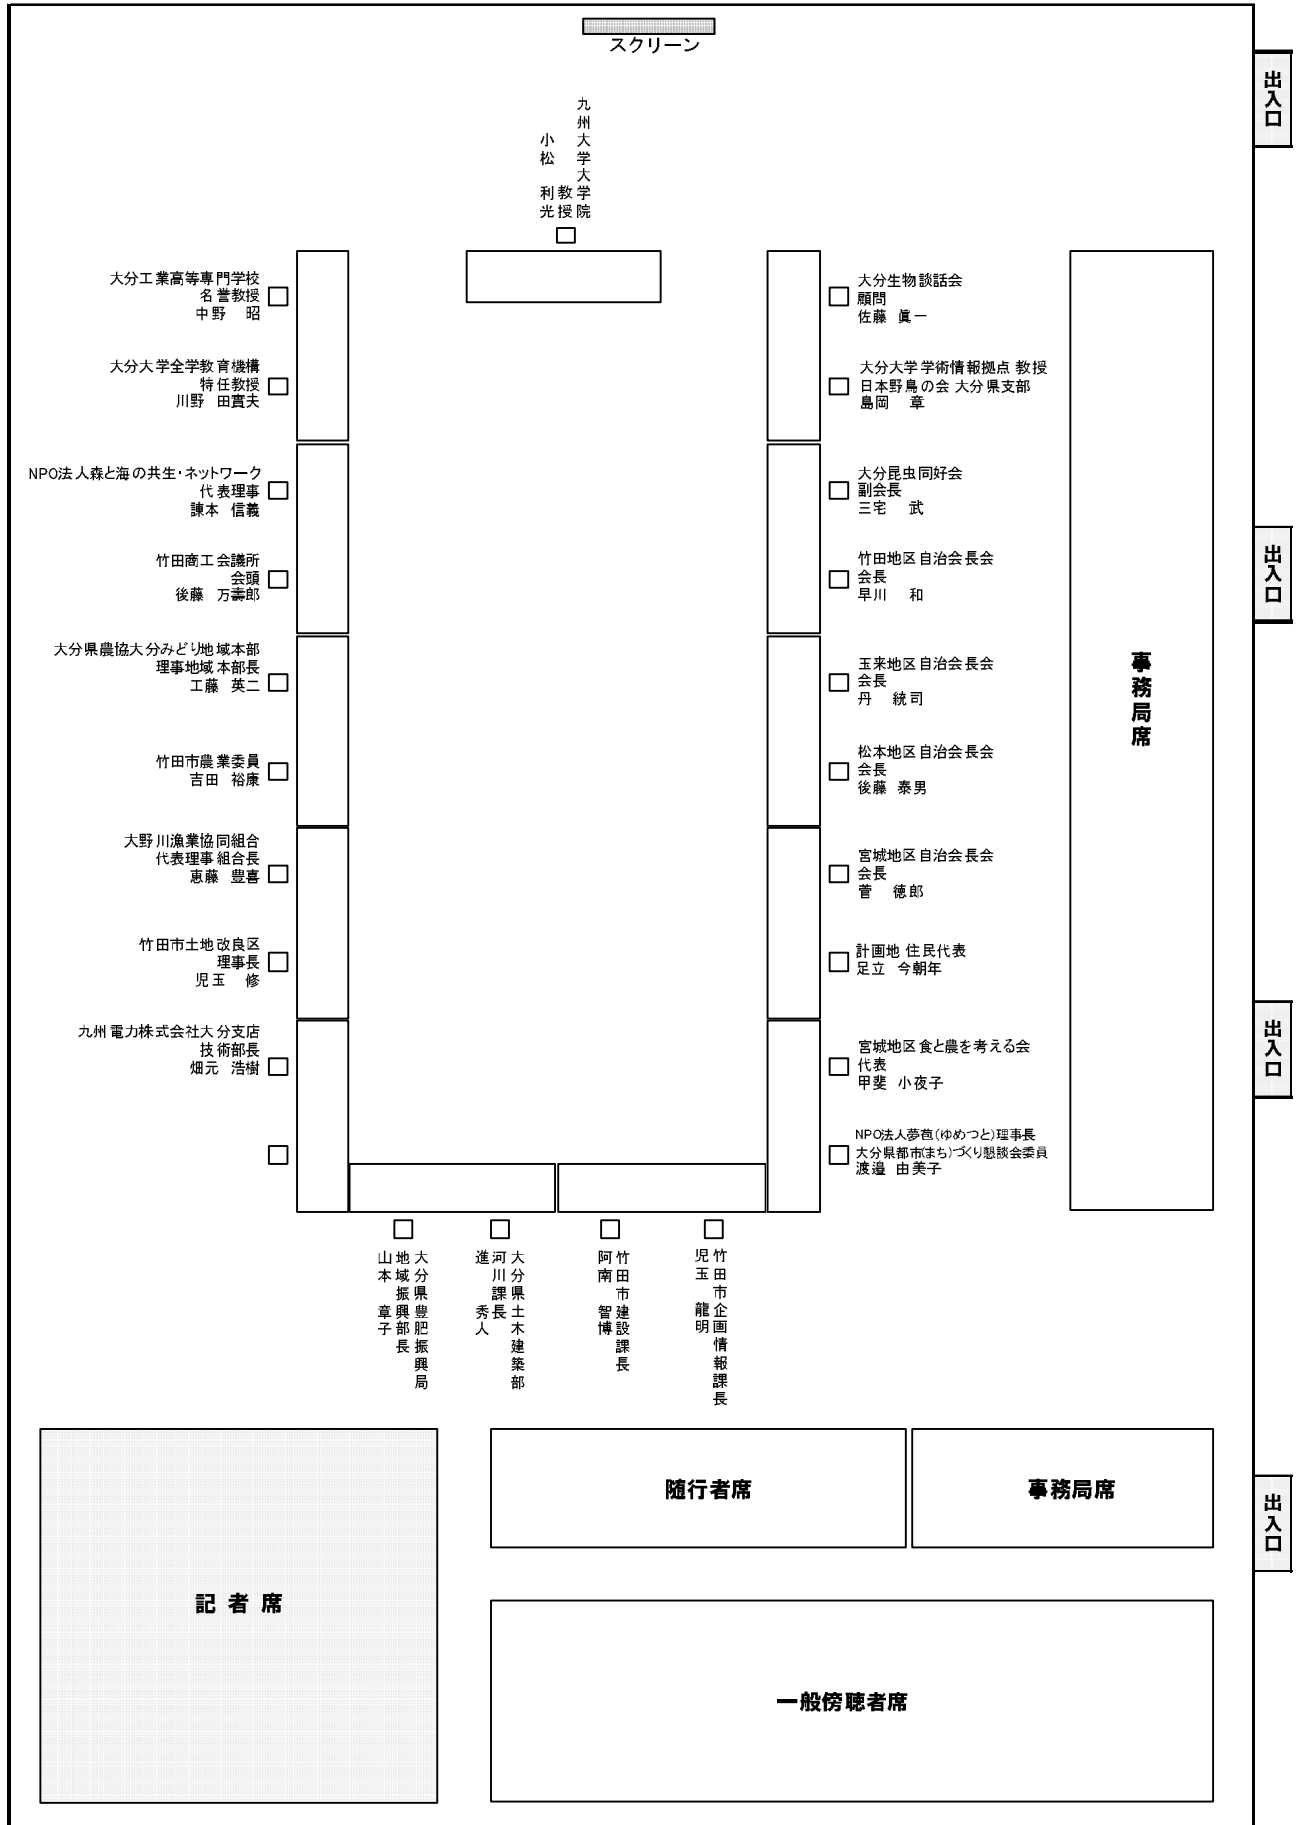 スクリーン
九州大学大学院
教授
小松 利光
大分工業高等専門学校
名誉教授
中野 昭
大分大学全学教育機構
特任教授
川野 田實夫
NPO法人森と海の共生・ネットワーク
代表理事
諌本 信義
竹田商工会議所
会頭
後藤 万壽郎
大分県農協大分みどり地域本部
理事地域本部長
工藤 英二
竹田市農業委員
吉田 裕康
大野川漁業協同組合
代表理事組合長
恵藤 豊喜
竹田市土地改良区
理事長
児玉 修
九州電力株式会社大分支店
技術部長
畑元 浩樹
大分生物談話会
顧問
佐藤 眞一
大分大学学術情報拠点 教授
日本野鳥の会 大分県支部
島岡 章
大分昆虫同好会
副会長
三宅 武
竹田地区自治会長会
会長
早川 和
玉来地区自治会長会
会長
丹 統司
松本地区自治会長会
会長
後藤 泰男
宮城地区自治会長会
会長
菅 徳郎
計画地 住民代表
足立 今朝年
宮城地区食と農を考える会
代表
甲斐 小夜子
NPO法人夢苞(ゆめつと)理事長
大分県都市(まち)づくり懇談会委員
渡邉 由美子
大分県豊肥振興局
地域振興部長
山本 章子
大分県土木建築部
河川課長
進 秀人
竹田市建設課長
阿南 智博
竹田市企画情報課長
児玉 龍明
事務局席
出入口
出入口
出入口
出入口
随行者席
事務局席
記者席
一般傍聴者席